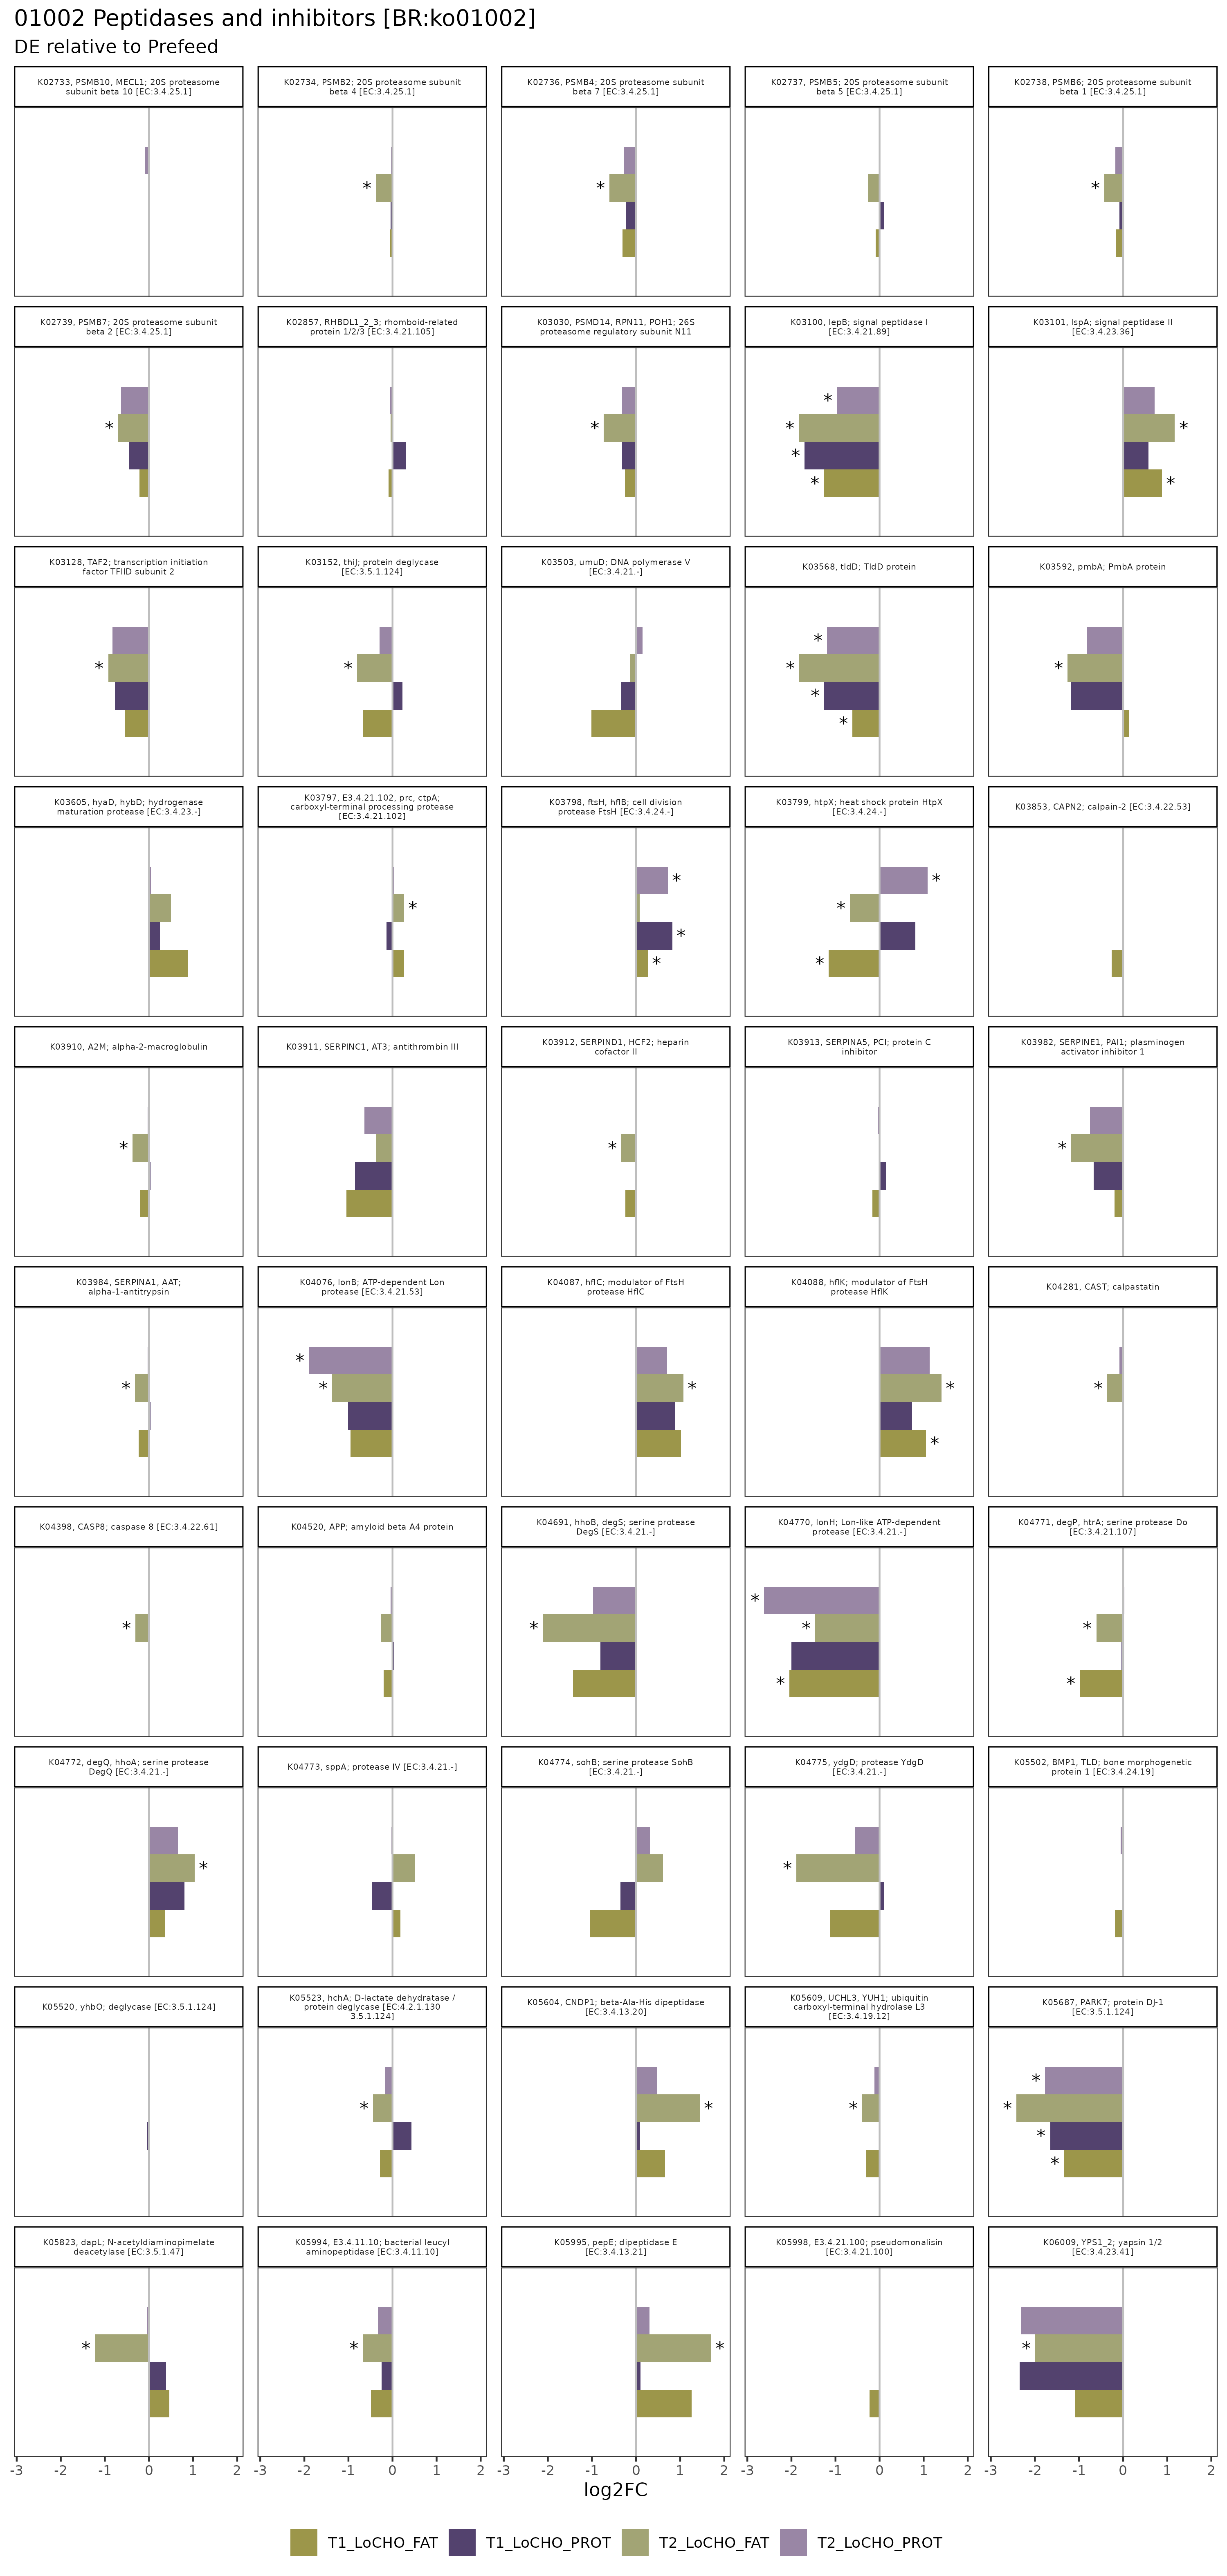 01002 Peptidases and inhibitors [BR:ko01002]
DE relative to Prefeed
K02733, PSMB10, MECL1; 20S proteasome
subunit beta 10 [EC:3.4.25.1]
K02734, PSMB2; 20S proteasome subunit
beta 4 [EC:3.4.25.1]
K02736, PSMB4; 20S proteasome subunit
beta 7 [EC:3.4.25.1]
K02737, PSMB5; 20S proteasome subunit
beta 5 [EC:3.4.25.1]
K02738, PSMB6; 20S proteasome subunit
beta 1 [EC:3.4.25.1]
*
*
*
K02739, PSMB7; 20S proteasome subunit
beta 2 [EC:3.4.25.1]
K02857, RHBDL1_2_3; rhomboid-related
protein 1/2/3 [EC:3.4.21.105]
K03030, PSMD14, RPN11, POH1; 26S
proteasome regulatory subunit N11
K03100, lepB; signal peptidase I
[EC:3.4.21.89]
K03101, lspA; signal peptidase II
[EC:3.4.23.36]
*
*
*
*
*
*
*
*
K03128, TAF2; transcription initiation
factor TFIID subunit 2
K03152, thiJ; protein deglycase
[EC:3.5.1.124]
K03503, umuD; DNA polymerase V
[EC:3.4.21.-]
K03568, tldD; TldD protein
K03592, pmbA; PmbA protein
*
*
*
*
*
*
*
K03605, hyaD, hybD; hydrogenase
maturation protease [EC:3.4.23.-]
K03797, E3.4.21.102, prc, ctpA;
carboxyl-terminal processing protease
[EC:3.4.21.102]
K03798, ftsH, hflB; cell division
protease FtsH [EC:3.4.24.-]
K03799, htpX; heat shock protein HtpX
[EC:3.4.24.-]
K03853, CAPN2; calpain-2 [EC:3.4.22.53]
*
*
*
*
*
*
*
K03910, A2M; alpha-2-macroglobulin
K03911, SERPINC1, AT3; antithrombin III
K03912, SERPIND1, HCF2; heparin
cofactor II
K03913, SERPINA5, PCI; protein C
inhibitor
K03982, SERPINE1, PAI1; plasminogen
activator inhibitor 1
*
*
*
K03984, SERPINA1, AAT;
alpha-1-antitrypsin
K04076, lonB; ATP-dependent Lon
protease [EC:3.4.21.53]
K04087, hflC; modulator of FtsH
protease HflC
K04088, hflK; modulator of FtsH
protease HflK
K04281, CAST; calpastatin
*
*
*
*
*
*
*
K04398, CASP8; caspase 8 [EC:3.4.22.61]
K04520, APP; amyloid beta A4 protein
K04691, hhoB, degS; serine protease
DegS [EC:3.4.21.-]
K04770, lonH; Lon-like ATP-dependent
protease [EC:3.4.21.-]
K04771, degP, htrA; serine protease Do
[EC:3.4.21.107]
*
*
*
*
*
*
*
K04772, degQ, hhoA; serine protease
DegQ [EC:3.4.21.-]
K04773, sppA; protease IV [EC:3.4.21.-]
K04774, sohB; serine protease SohB
[EC:3.4.21.-]
K04775, ydgD; protease YdgD
[EC:3.4.21.-]
K05502, BMP1, TLD; bone morphogenetic
protein 1 [EC:3.4.24.19]
*
*
K05520, yhbO; deglycase [EC:3.5.1.124]
K05523, hchA; D-lactate dehydratase /
protein deglycase [EC:4.2.1.130
3.5.1.124]
K05604, CNDP1; beta-Ala-His dipeptidase
[EC:3.4.13.20]
K05609, UCHL3, YUH1; ubiquitin
carboxyl-terminal hydrolase L3
[EC:3.4.19.12]
K05687, PARK7; protein DJ-1
[EC:3.5.1.124]
*
*
*
*
*
*
*
K05823, dapL; N-acetyldiaminopimelate
deacetylase [EC:3.5.1.47]
K05994, E3.4.11.10; bacterial leucyl
aminopeptidase [EC:3.4.11.10]
K05995, pepE; dipeptidase E
[EC:3.4.13.21]
K05998, E3.4.21.100; pseudomonalisin
[EC:3.4.21.100]
K06009, YPS1_2; yapsin 1/2
[EC:3.4.23.41]
*
*
*
*
-3 -2 -1 0 1 2 -3 -2 -1 0 1 2 -3 -2 -1 0 1 2 -3 -2 -1 0 1 2 -3 -2 -1 0 1 2
log2FC
T1_LoCHO_FAT T1_LoCHO_PROT T2_LoCHO_FAT T2_LoCHO_PROT